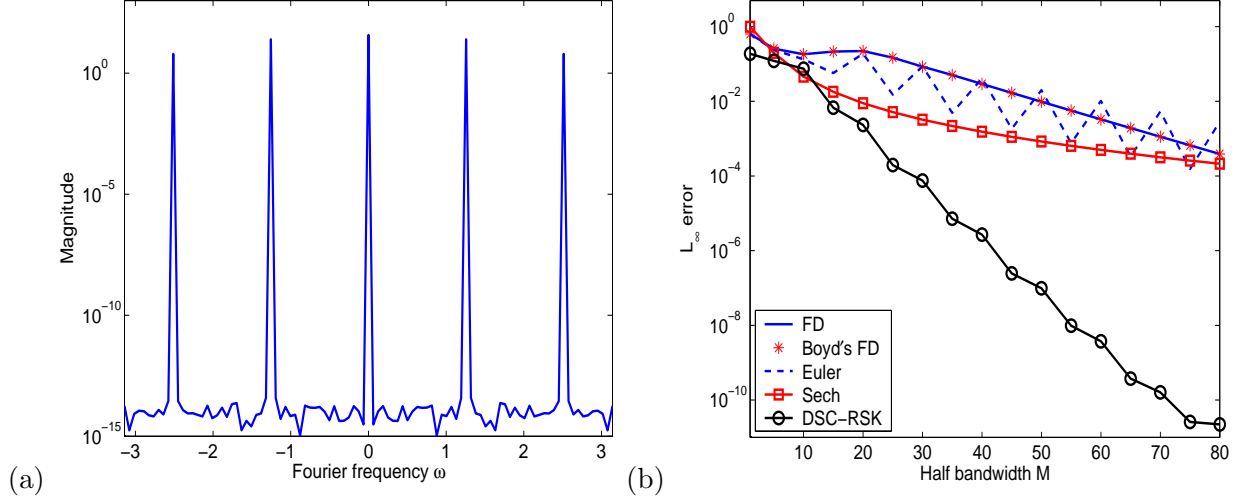 10^0
10^-5
10^-10
10^-15
Magnitude
−3 −2 −1 0 1 2 3
Fourier frequency ω
(a)
10^0
10^-2
10^-4
10^-6
10^-8
10^-10
L_∞ error
10 20 30 40 50 60 70 80
Half bandwidth M
FD
Boyd's FD
Euler
Sech
DSC−RSK
(b)